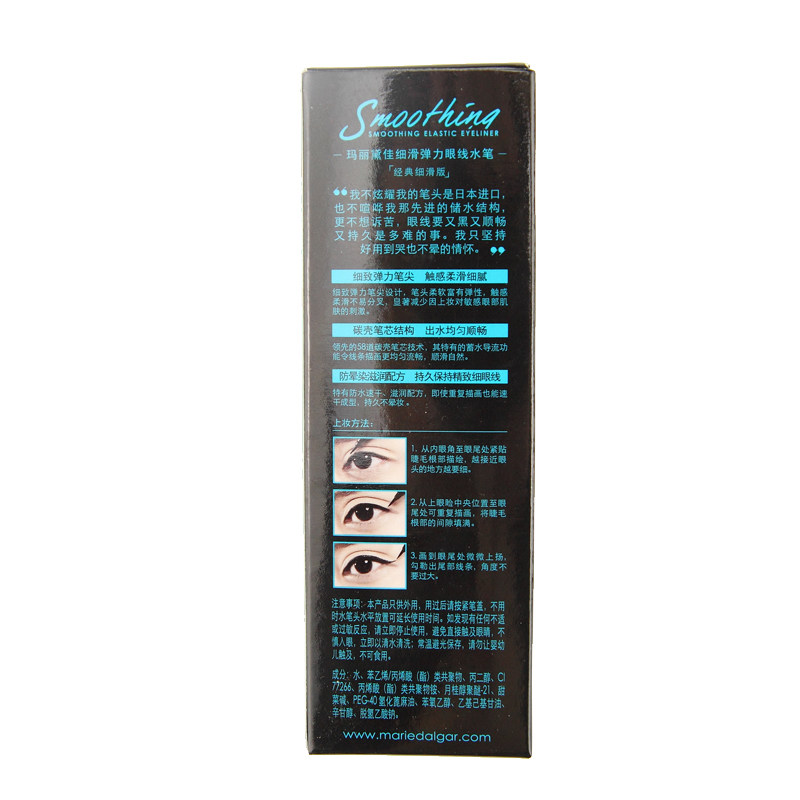 Smoothing
SMOOTHING ELASTIC EYELINER
玛丽黛佳细滑弹力眼线水笔
「经典细滑版」
“我不炫耀我的笔头是日本进口，
也不喧哗我那先进的储水结构，
更不想诉苦，眼线要又黑又顺畅
又持久是多难的事。我只坚持
好用到哭也不晕的情怀。”
细致弹力笔尖 触感柔滑细腻
细致弹力笔尖设计，笔头柔软富有弹性，触感
柔滑不易分叉，显著减少因上妆对敏感眼部肌
肤的刺激。
碳壳笔芯结构 出水均匀顺畅
领先的58道碳壳笔芯技术，其特有的蓄水导流功
能令线条描画更均匀流畅，顺滑自然。
防晕染滋润配方 持久保持精致细眼线
特有防水速干、滋润配方，即使重复描画也能速
干成型，持久不晕妆。
上妆方法：
1. 从内眼角至眼尾处紧贴
睫毛根部描绘，越接近眼
头的地方越要细。
2.从上眼睑中央位置至眼
尾处可重复描画，将睫毛
根部的间隙填满。
3.画到眼尾处微微上扬，
勾勒出尾部线条，角度不
要过大。
注意事项：本产品只供外用，用过后请按紧笔盖，不用
时水笔头水平放置可延长使用时间。如发现有任何不适
或过敏反应，请立即停止使用，避免直接触及眼睛，不
慎入眼，立即以清水清洗；常温避光保存，请勿让婴幼
儿触及，不可食用。
成分：水、苯乙烯/丙烯酸（酯）类共聚物、丙二醇、CI
77266、丙烯酸（酯）类共聚物铵、月桂醇聚醚-21、甜
菜碱、PEG-40 氢化蓖麻油、苯氧乙醇、乙基己基甘油、
辛甘醇、脱氢乙酸钠。
www.mariedalgar.com